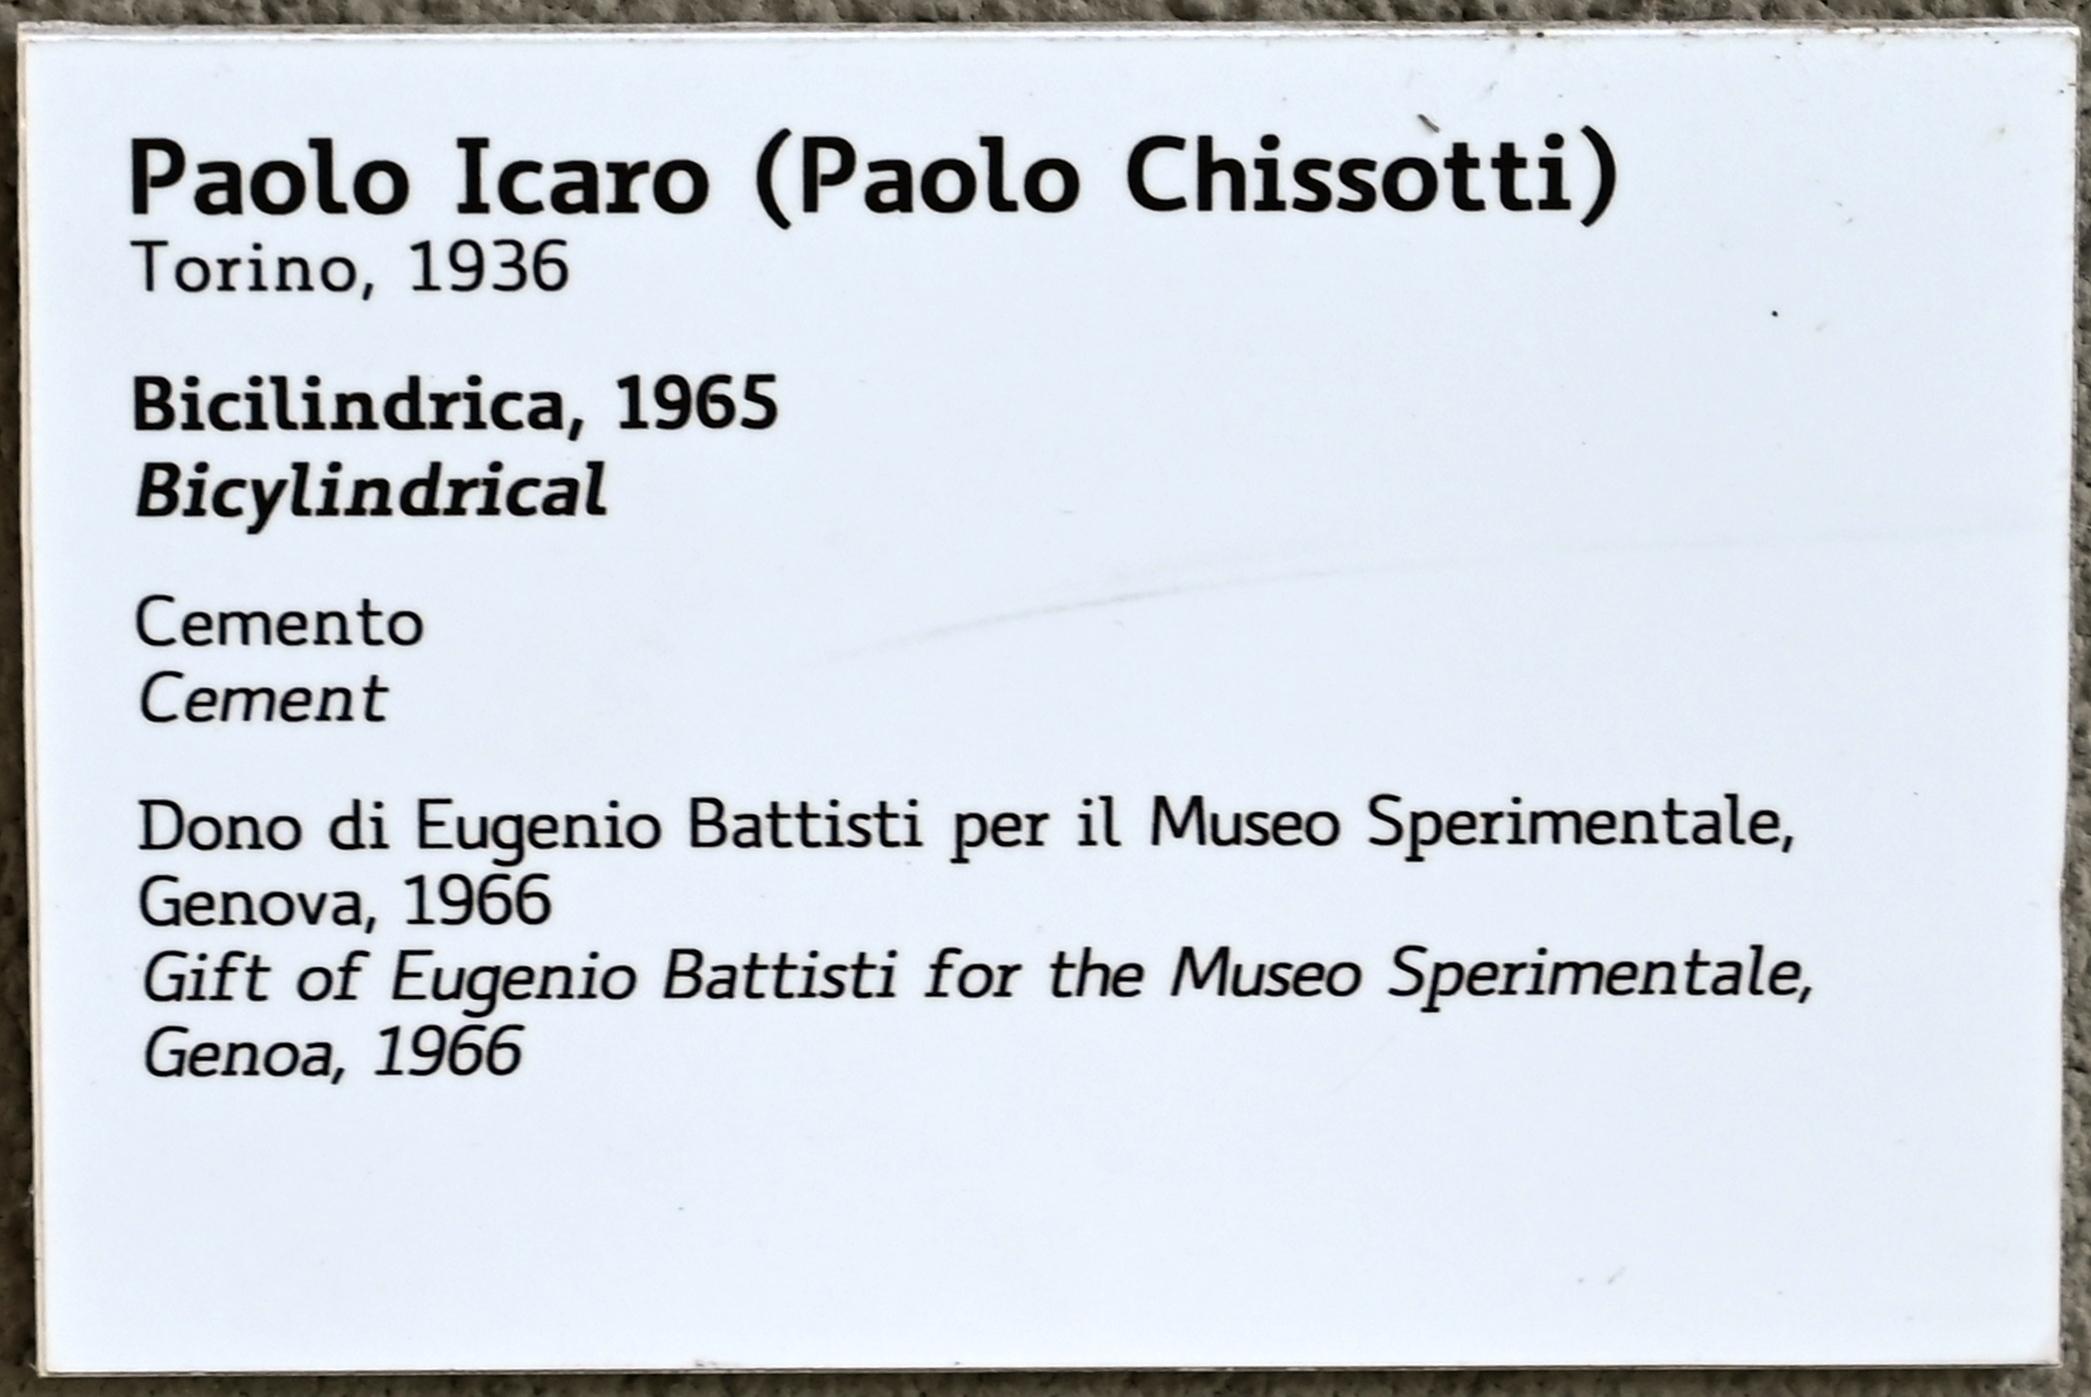 Paolo Icaro (Paolo Chissotti)
Torino, 1936
Bicilindrica, 1965
Bicylindrical
Cemento
Cement
Dono di Eugenio Battisti per il Museo Sperimentale,
Genova, 1966
Gift of Eugenio Battisti for the Museo Sperimentale,
Genoa, 1966